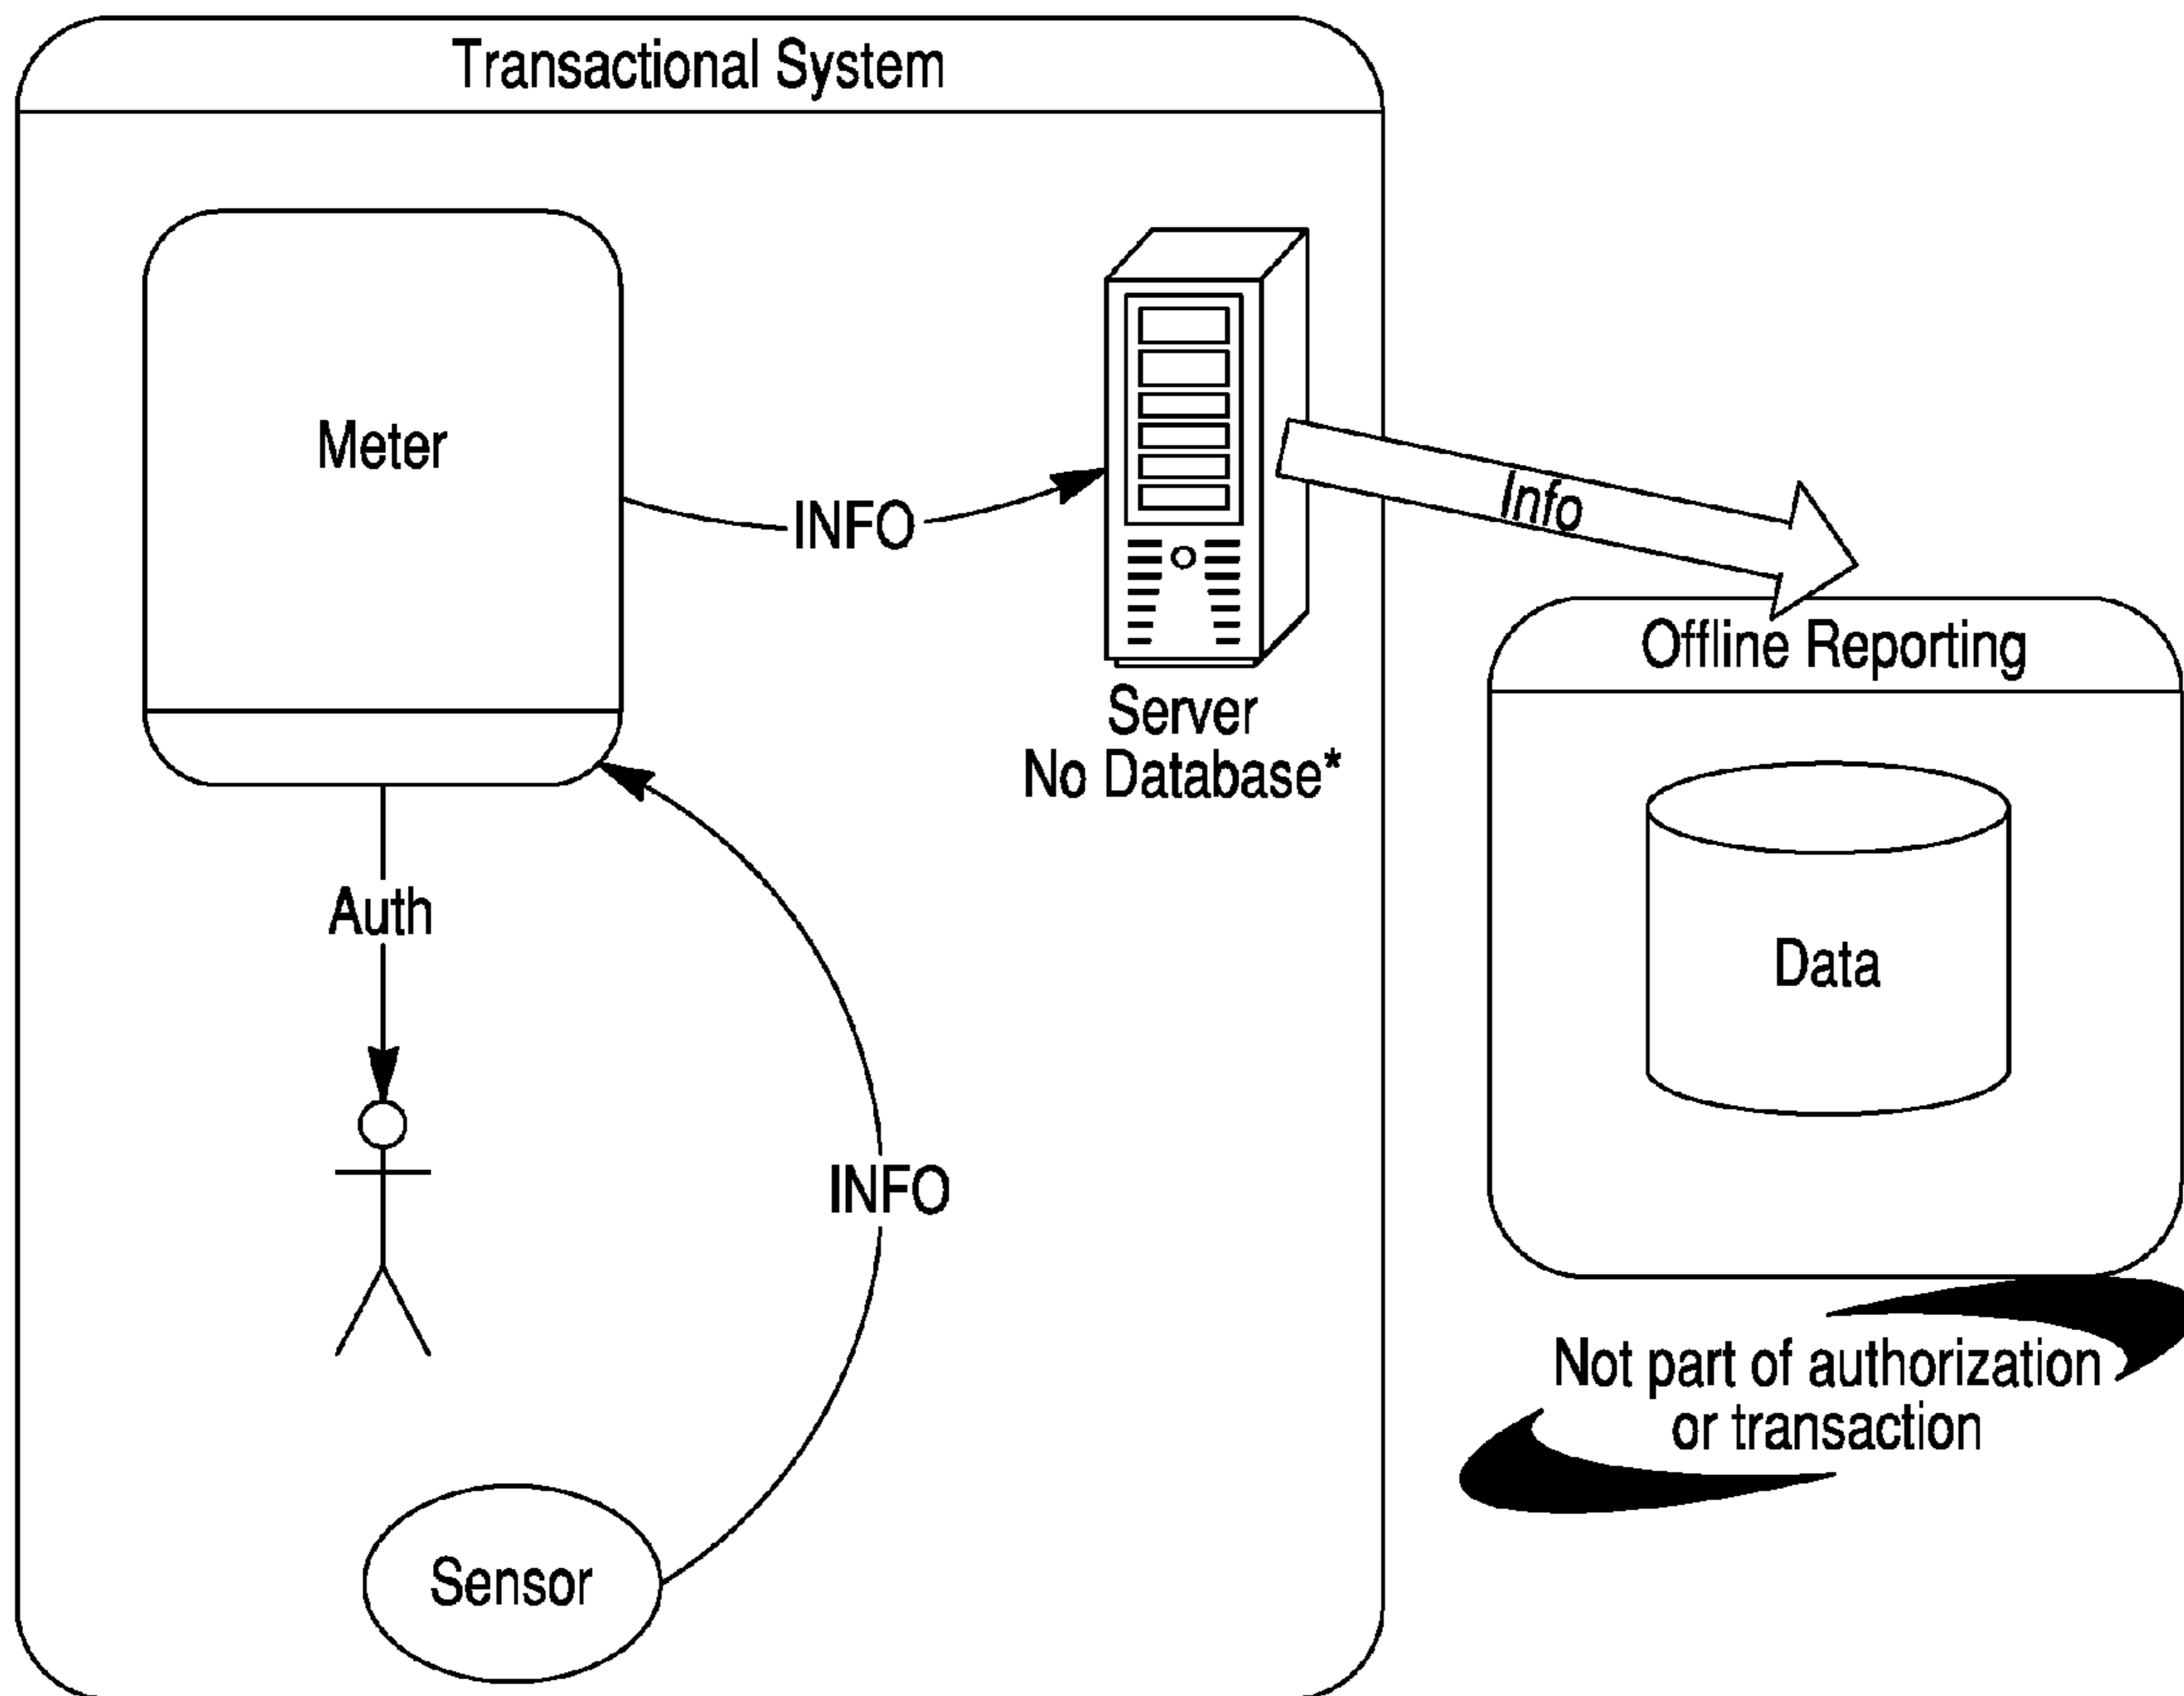 Transactional System
Meter
INFO
Info
Server
No Database*
Offline Reporting
Data
Auth
INFO
Not part of authorization
or transaction
Sensor